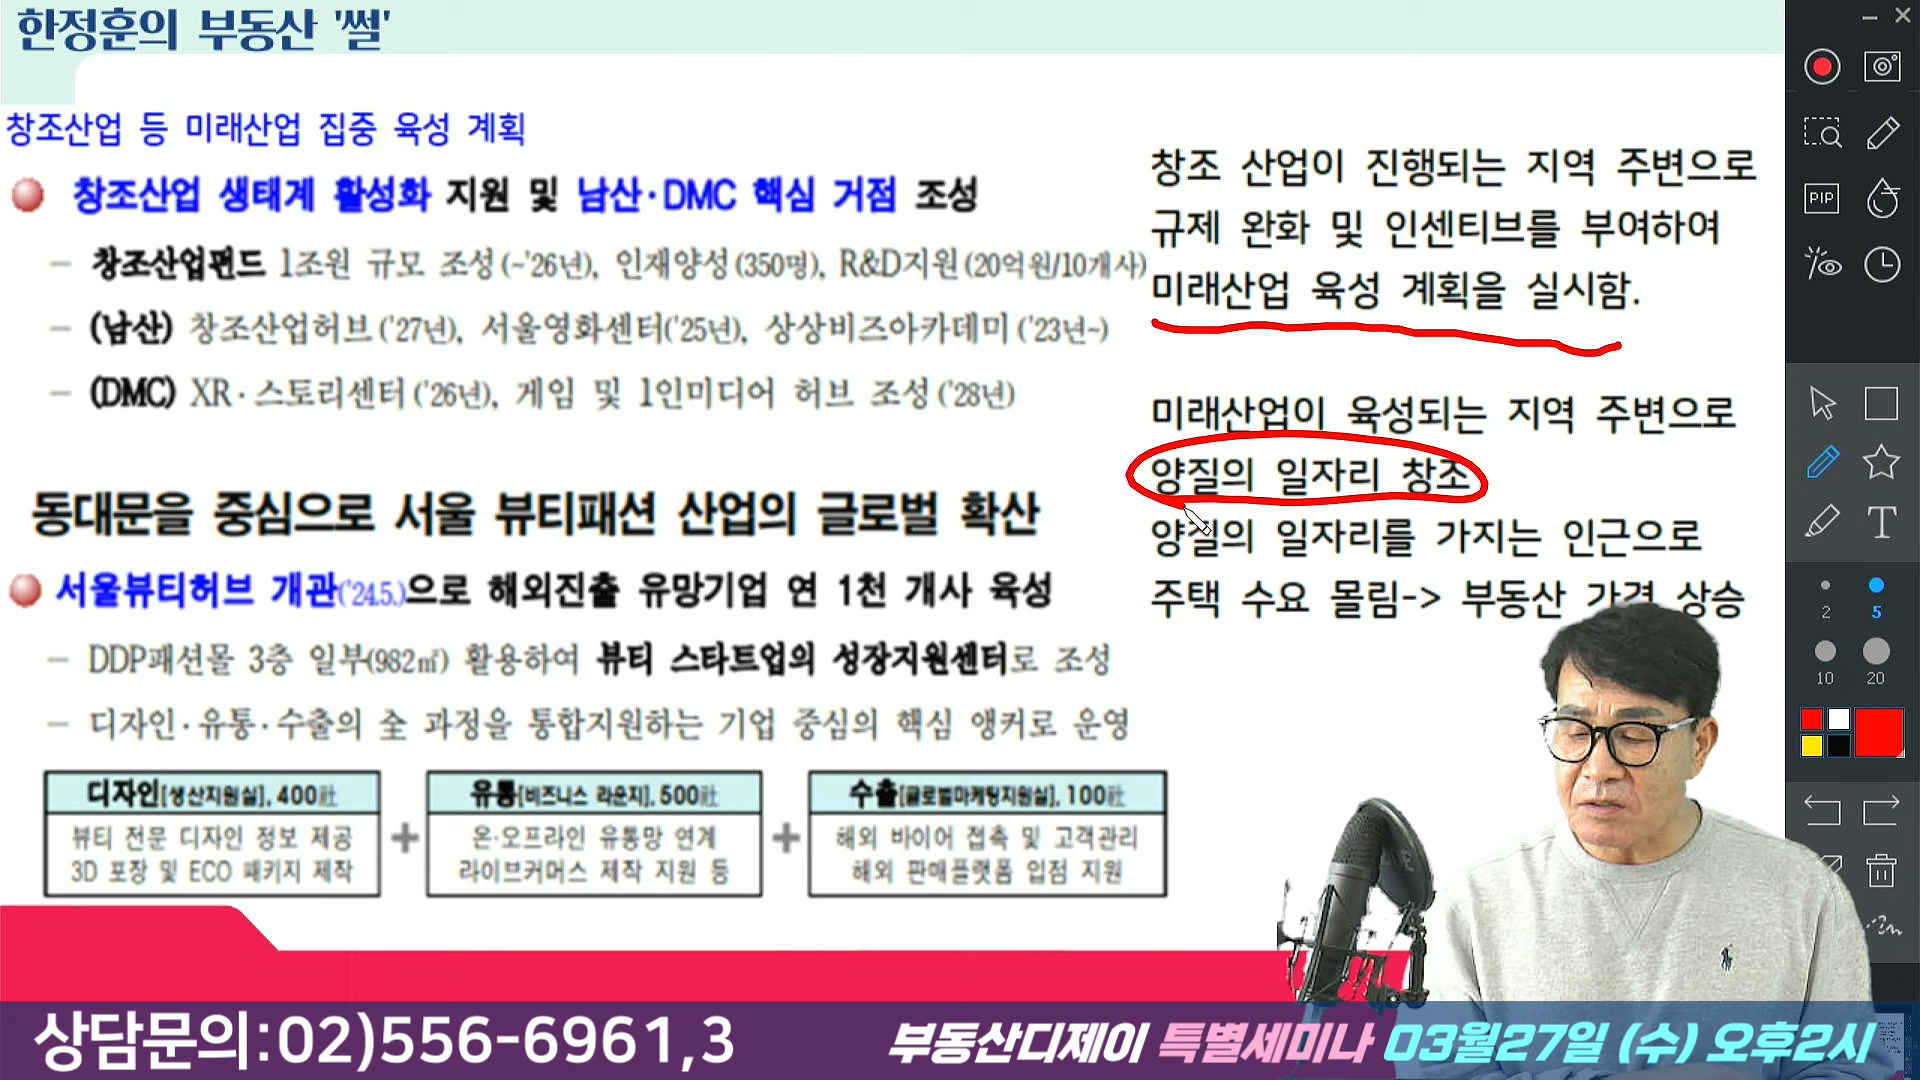 한정훈의 부동산 '썰'
창조산업 등 미래산업 집중 육성 계획
창조산업 생태계 활성화 지원 및 남산·DMC 핵심 거점 조성
– 창조산업펀드 1조원 규모 조성(~'26년), 인재양성(350명), R&D지원(20억원/10개사)
– (남산) 창조산업허브('27년), 서울영화센터('25년), 상상비즈아카데미('23년~)
– (DMC) XR·스토리센터('26년), 게임 및 1인미디어 허브 조성('28년)
동대문을 중심으로 서울 뷰티패션 산업의 글로벌 확산
서울뷰티허브 개관('24.5.)으로 해외진출 유망기업 연 1천 개사 육성
– DDP패션몰 3층 일부(982㎡) 활용하여 뷰티 스타트업의 성장지원센터로 조성
– 디자인·유통·수출의 全 과정을 통합지원하는 기업 중심의 핵심 앵커로 운영
디자인[생산지원실], 400社
뷰티 전문 디자인 정보 제공
3D 포장 및 ECO 패키지 제작
+
유통[비즈니스 라운지], 500社
온·오프라인 유통망 연계
라이브커머스 제작 지원 등
+
수출[글로벌마케팅지원실], 100社
해외 바이어 접촉 및 고객관리
해외 판매플랫폼 입점 지원
창조 산업이 진행되는 지역 주변으로
규제 완화 및 인센티브를 부여하여
미래산업 육성 계획을 실시함.
미래산업이 육성되는 지역 주변으로
양질의 일자리 창조
양질의 일자리를 가지는 인근으로
주택 수요 몰림-> 부동산 가격 상승
PIP
T
2
5
10
20
상담문의:02)556-6961,3
부동산디제이 특별세미나 03월27일 (수) 오후2시